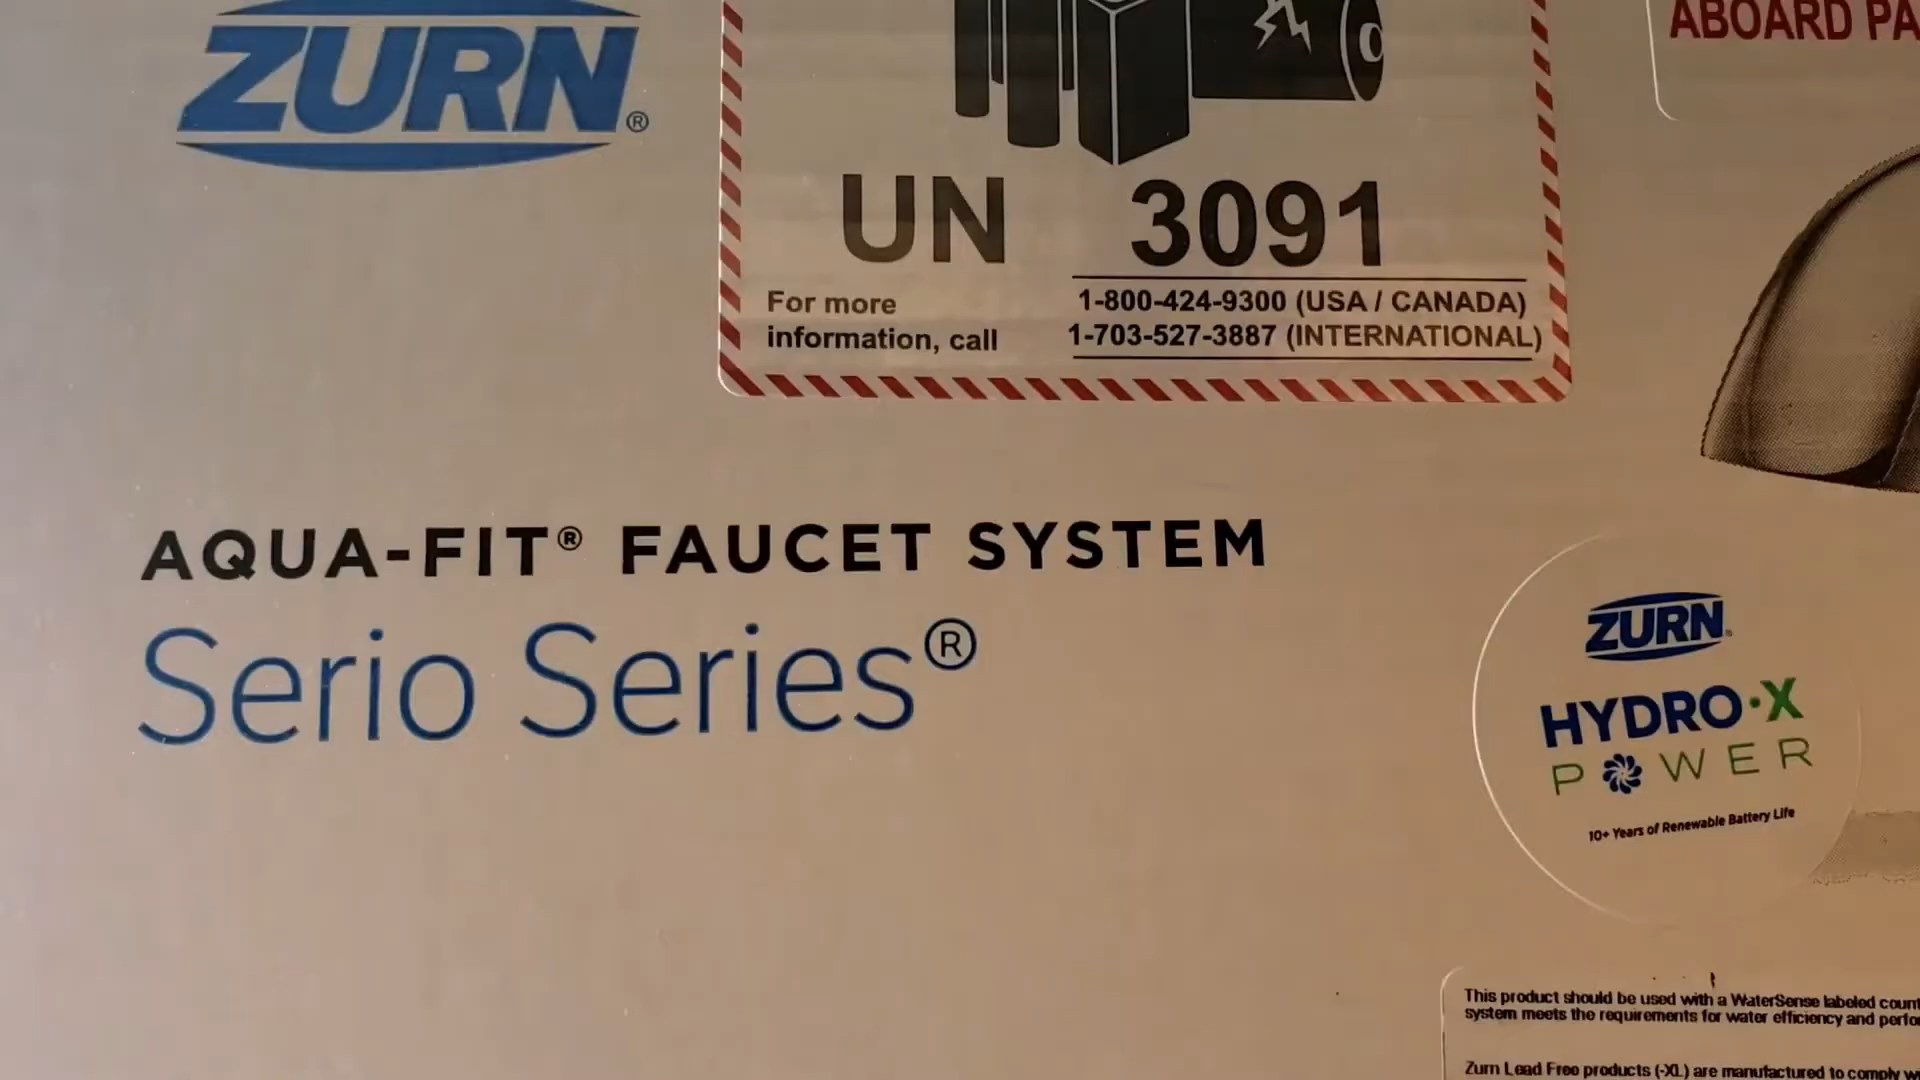 ZURN®
ABOARD PA
UN 3091
For more
information, call
1-800-424-9300 (USA / CANADA)
1-703-527-3887 (INTERNATIONAL)
AQUA-FIT® FAUCET SYSTEM
Serio Series®
ZURN®
HYDRO·X
POWER
10+ Years of Renewable Battery Life
This product should be used with a WaterSense labeled count
system meets the requirements for water efficiency and perfo
Zurn Lead Free products (-XL) are manufactured to comply w